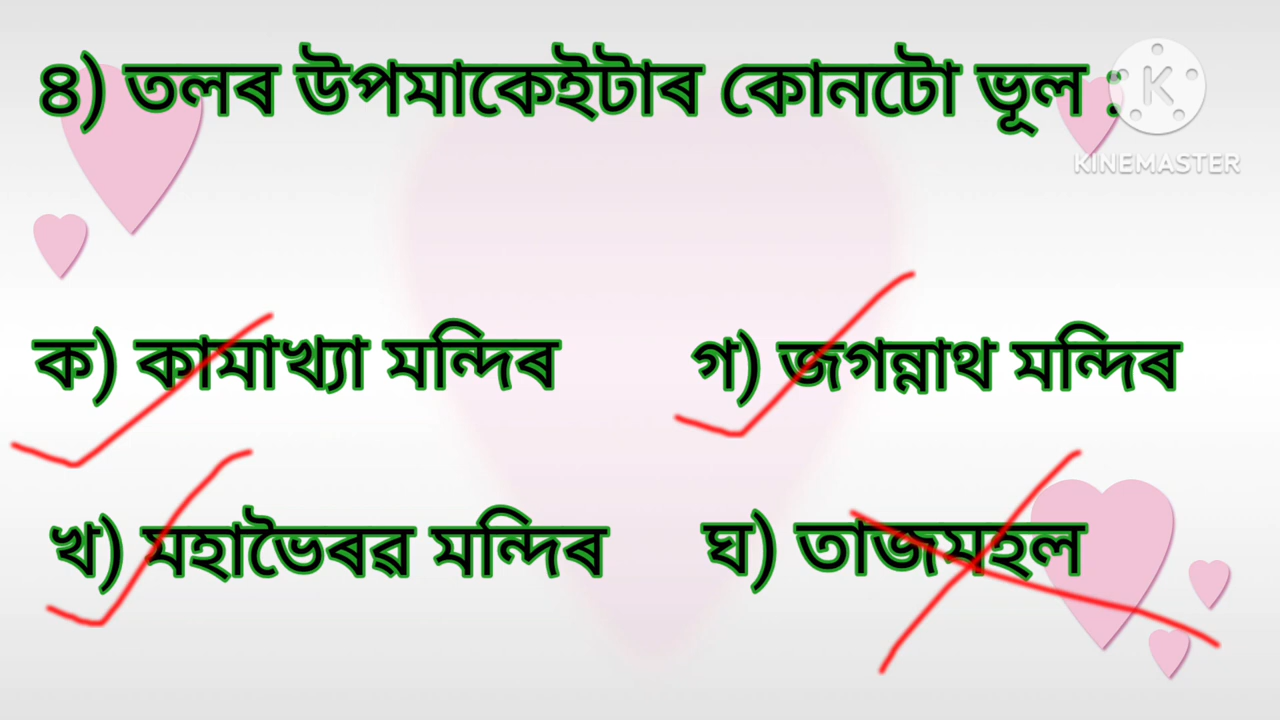 ৪) তলৰ উপমাকেইটাৰ কোনটো ভূল :
K
KINEMASTER
ক) কামাখ্যা মন্দিৰ
গ) জগন্নাথ মন্দিৰ
খ) মহাভৈৰৱ মন্দিৰ
ঘ) তাজমহল